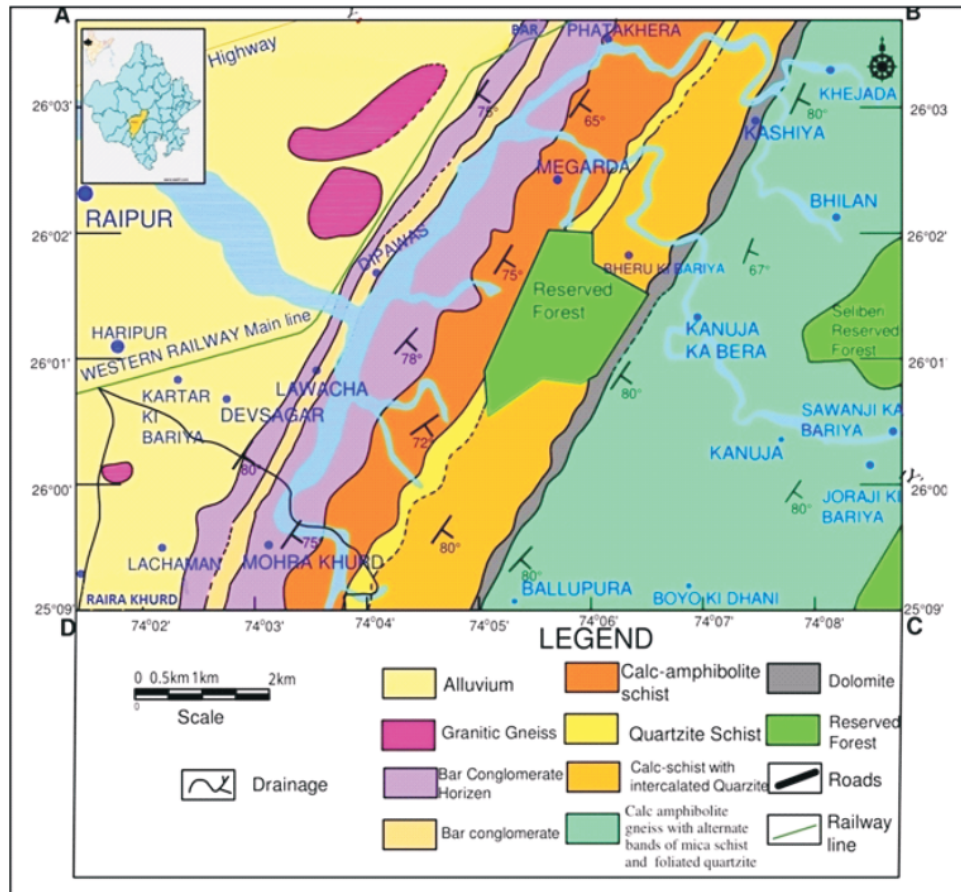 A
B
Highway
BAR
PHATAKHERA
26°03
75°
65°
80°
KHEJADA
26°03
KASHIYA
MEGARDA
RAIPUR
BHILAN
26°02
DIPAWAS
75°
BHERU KI BARIYA
67°
26°02
Reserved
Forest
Seliben
Reserved
Forest
HARIPUR
WESTERN RAILWAY Main line
78°
KANUJA
KA BERA
26°01
26°01
KARTAR
KI
BARIYA
DEVSAGAR
LAWACHA
80°
SAWANJI KA
BARIYA
72°
KANUJA
80°
26°00
26°00
JORAJI KI
BARIYA
80°
75°
80°
LACHAMAN
MOHRA KHURD
80°
BALLUPURA
BOYO KI DHANI
RAIRA KHURD
25°09'
25°09'
D
C
74°02'
74°03'
74°04'
74°05'
74°06'
74°07'
74°08'
LEGEND
0 0.5km 1km 2km
0
Scale
Drainage
Alluvium
Granitic Gneiss
Bar Conglomerate
Horizen
Bar conglomerate
Calc-amphibolite
schist
Quartzite Schist
Calc-schist with
intercalated Quarzite
Calc amphibolite
gneiss with alternate
bands of mica schist
and foliated quartzite
Dolomite
Reserved
Forest
Roads
Railway
line